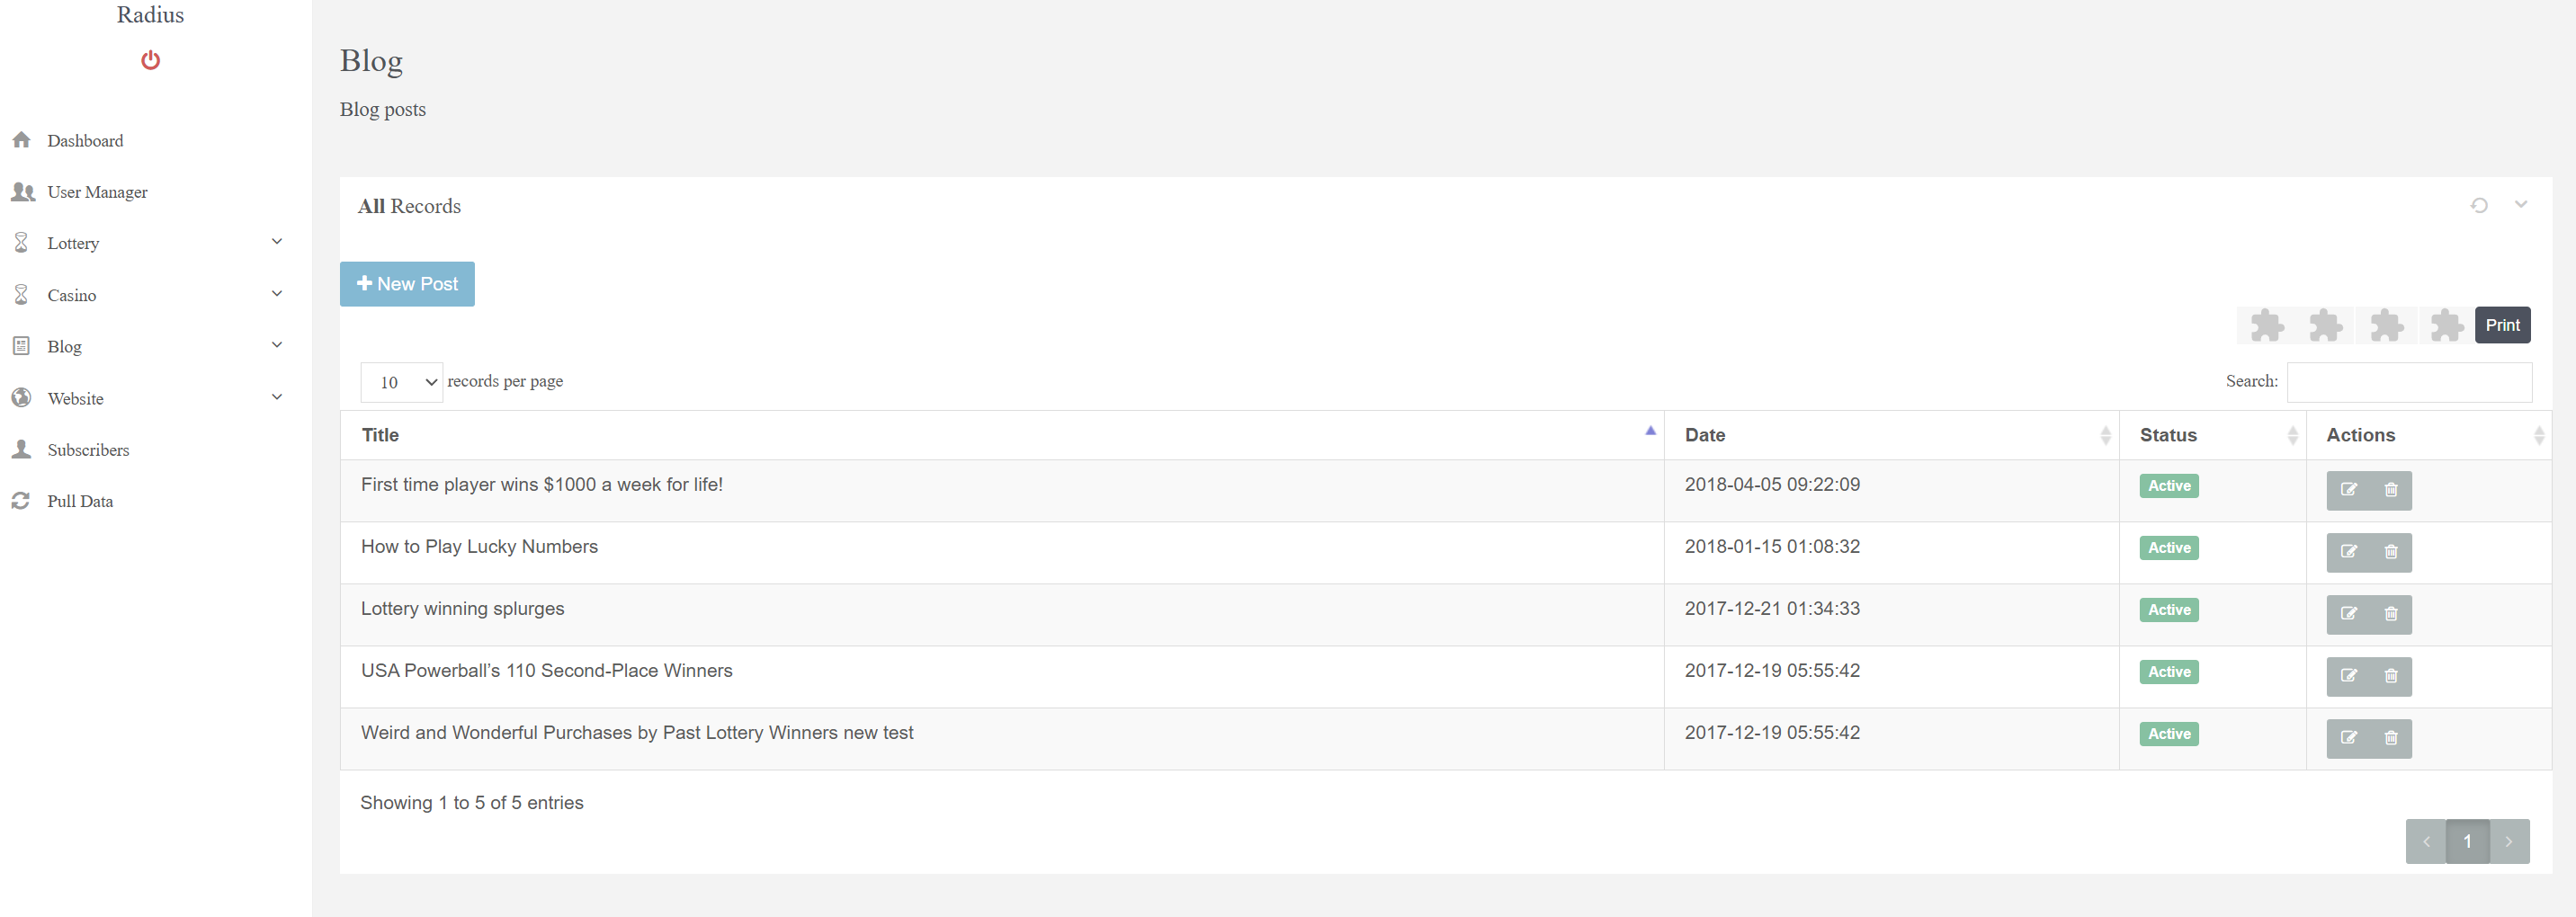 Radius
Dashboard
User Manager
Lottery
Casino
Blog
Website
Subscribers
Pull Data
Blog
Blog posts
All Records
New Post
Print
10 records per page
Search:
Title Date Status Actions
First time player wins $1000 a week for life! 2018-04-05 09:22:09 Active
How to Play Lucky Numbers 2018-01-15 01:08:32 Active
Lottery winning splurges 2017-12-21 01:34:33 Active
USA Powerball’s 110 Second-Place Winners 2017-12-19 05:55:42 Active
Weird and Wonderful Purchases by Past Lottery Winners new test 2017-12-19 05:55:42 Active
Showing 1 to 5 of 5 entries
1